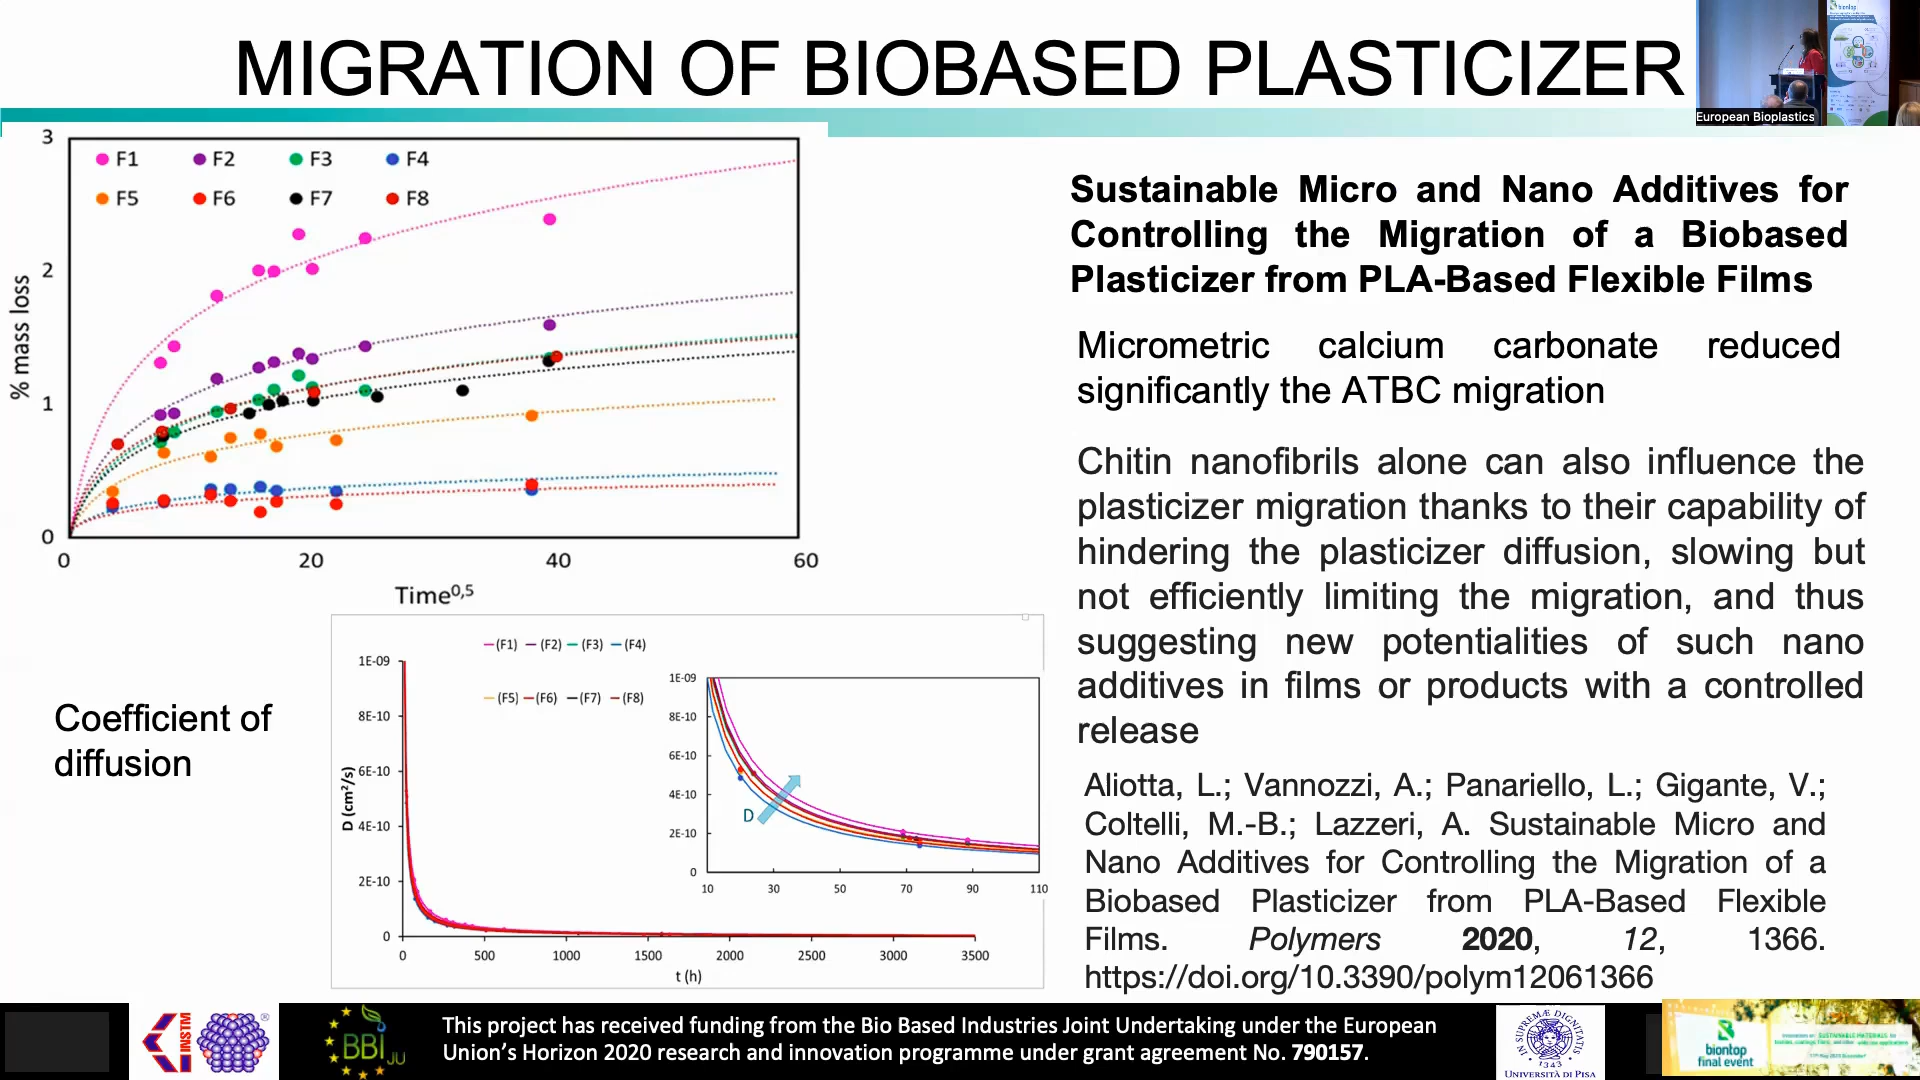 MIGRATION OF BIOBASED PLASTICIZER
European Bioplastics
3
2
1
0
% mass loss
F1 F2 F3 F4
F5 F6 F7 F8
0 20 40 60
Time0,5
Sustainable Micro and Nano Additives for
Controlling the Migration of a Biobased
Plasticizer from PLA-Based Flexible Films
Micrometric calcium carbonate reduced
significantly the ATBC migration
Chitin nanofibrils alone can also influence the
plasticizer migration thanks to their capability of
hindering the plasticizer diffusion, slowing but
not efficiently limiting the migration, and thus
suggesting new potentialities of such nano
additives in films or products with a controlled
release
Coefficient of
diffusion
(F1) (F2) (F3) (F4)
(F5) (F6) (F7) (F8)
1E-09
8E-10
6E-10
4E-10
2E-10
0
D (cm²/s)
0 500 1000 1500 2000 2500 3000 3500
t (h)
1E-09
8E-10
6E-10
4E-10
2E-10
0
D
10 30 50 70 90 110
Aliotta, L.; Vannozzi, A.; Panariello, L.; Gigante, V.;
Coltelli, M.-B.; Lazzeri, A. Sustainable Micro and
Nano Additives for Controlling the Migration of a
Biobased Plasticizer from PLA-Based Flexible
Films. Polymers 2020, 12, 1366.
https://doi.org/10.3390/polym12061366
INSTM
BBI JU
This project has received funding from the Bio Based Industries Joint Undertaking under the European
Union's Horizon 2020 research and innovation programme under grant agreement No. 790157.
IN SUPREMÆ DIGNITATIS
1343
UNIVERSITÀ DI PISA
biontop
final event